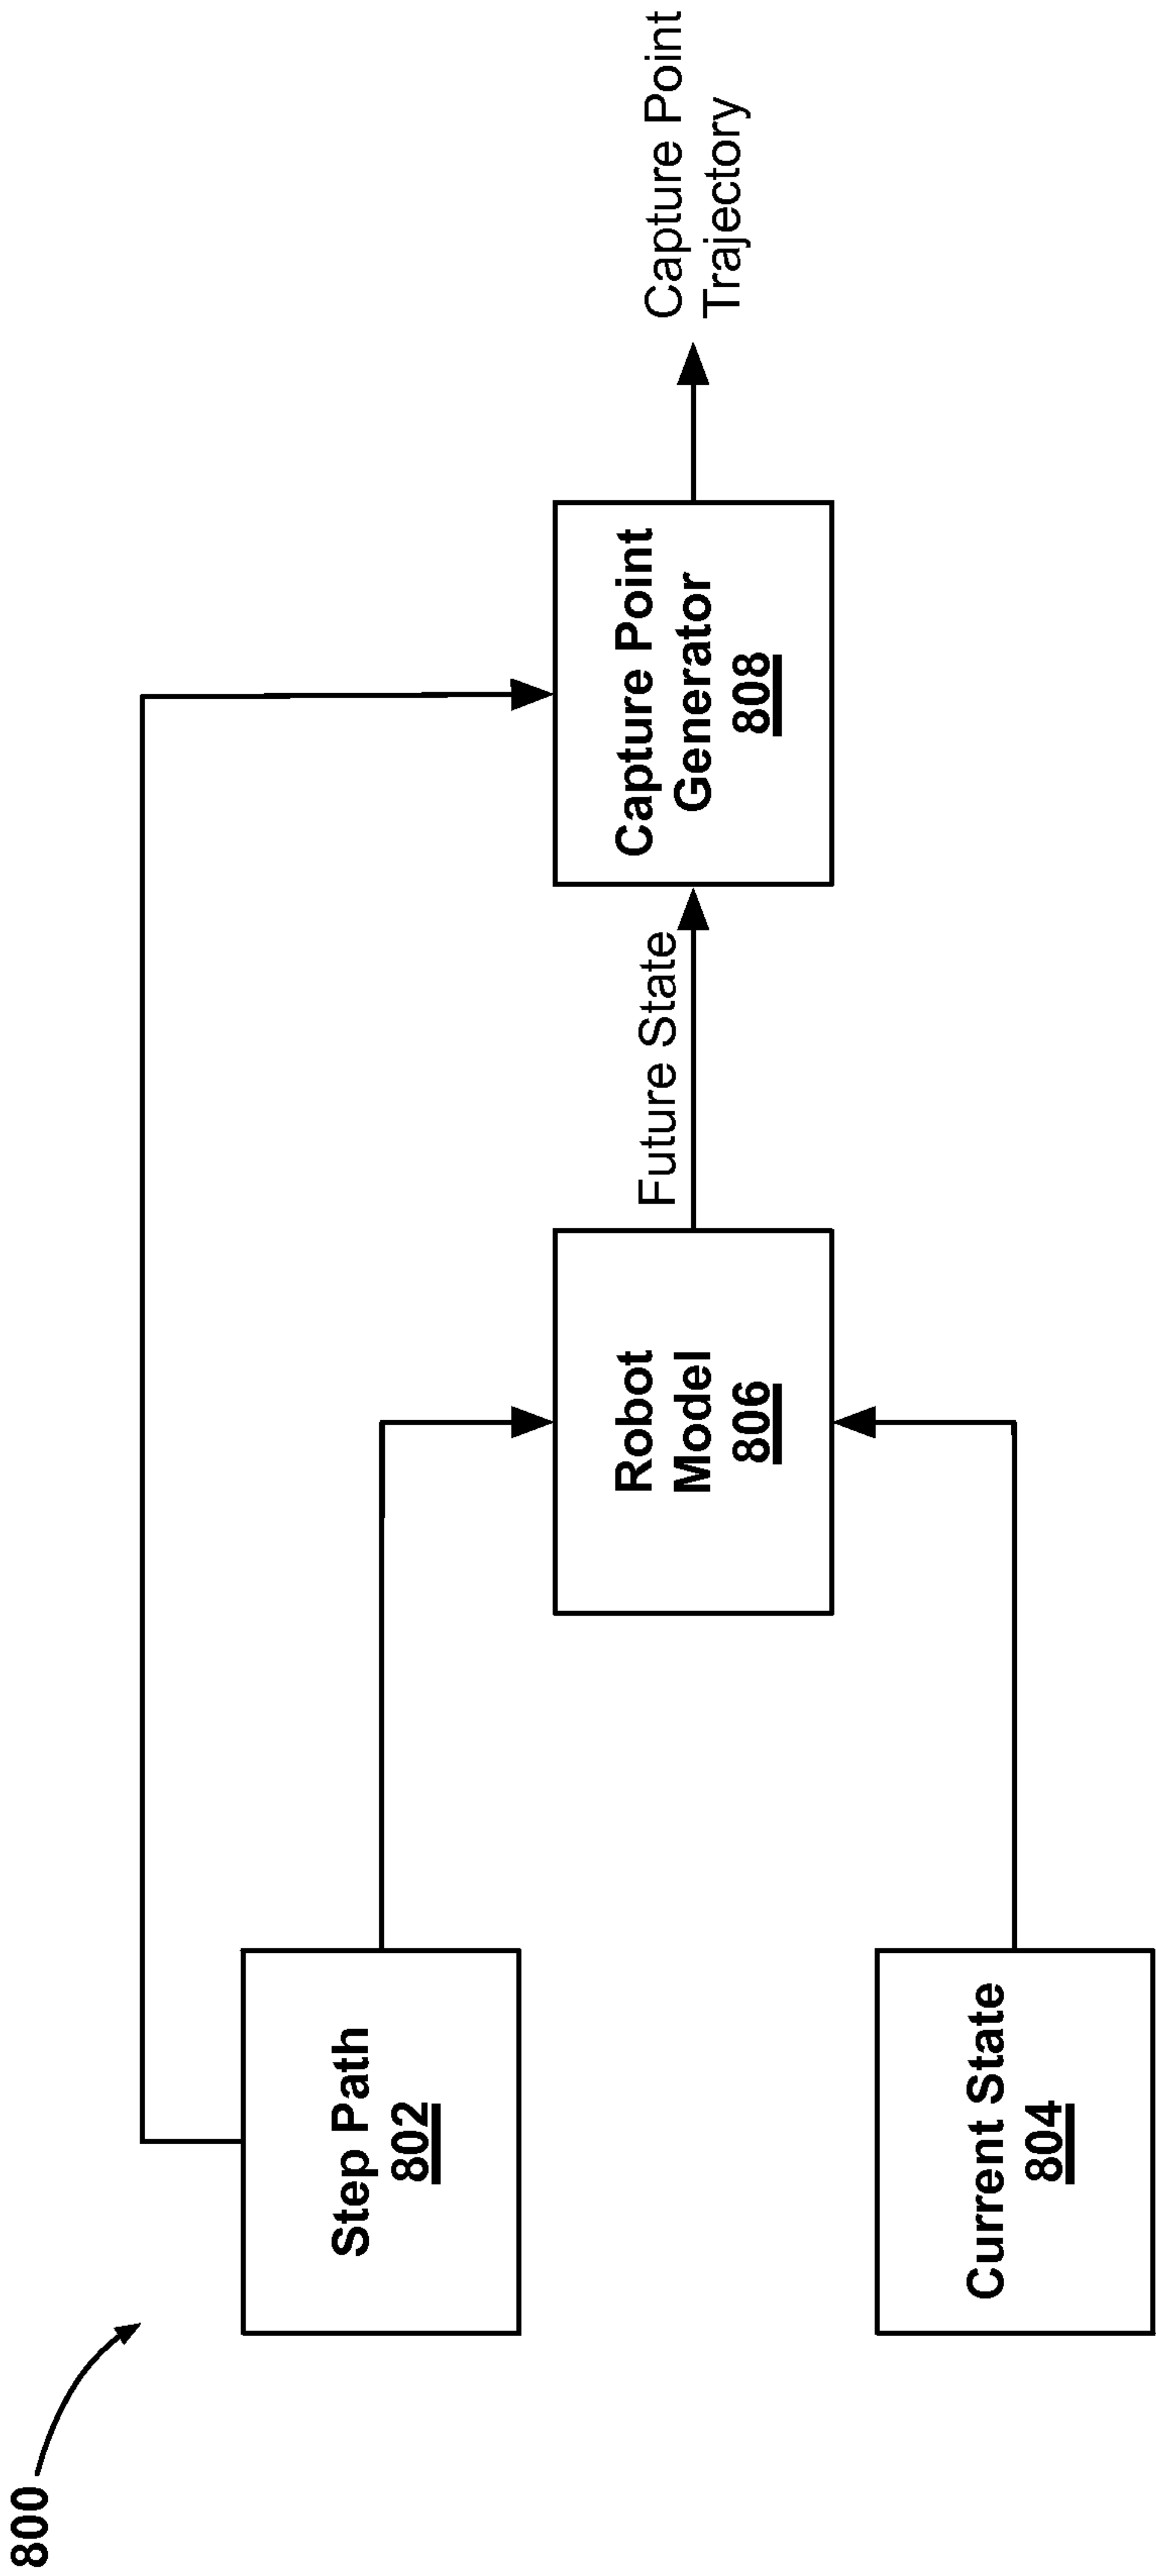 800
Step Path
802
Current State
804
Robot
Model
806
Future State
Capture Point
Generator
808
Capture Point
Trajectory